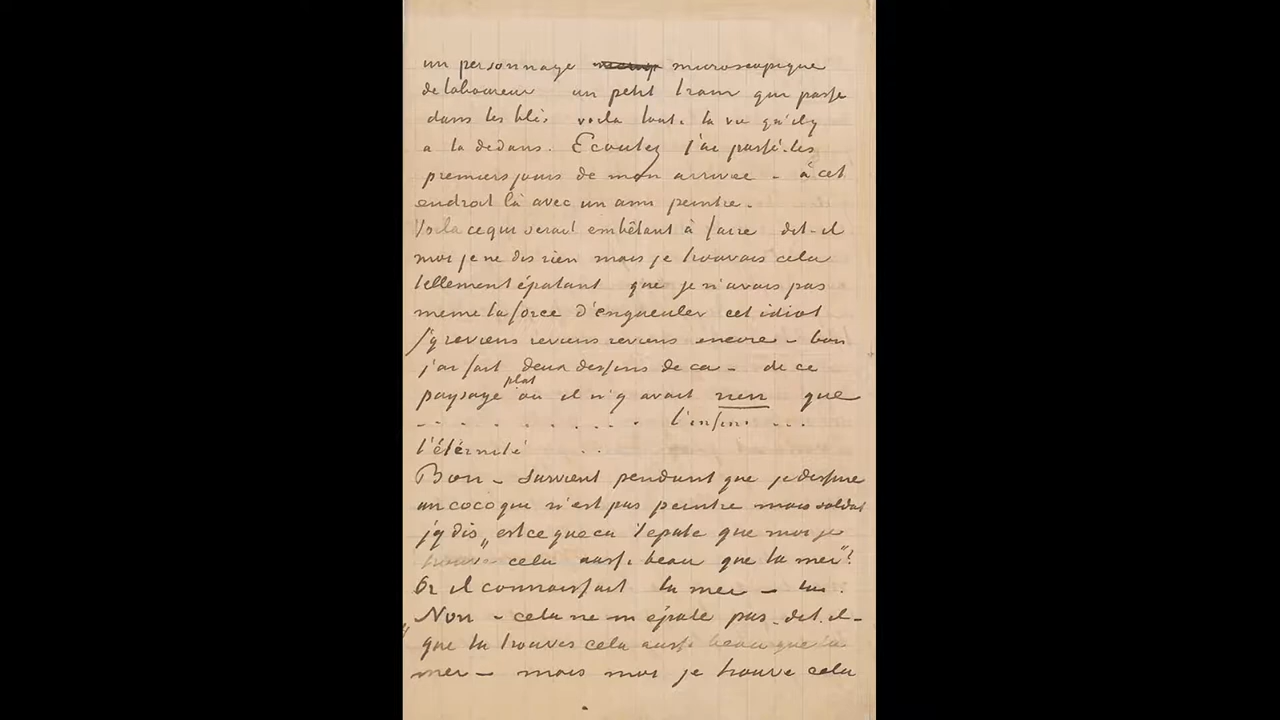 un personnage microscopique
de laboureur un petit train qui passe
dans les blés voila toute la vie qu'il y
a la dedans. Ecoutez j'ai passé - les
premiers jours de mon arrivee - à cet
endroit là avec un ami peintre.
Voila ce qui serait embêtant à faire dit-il
moi je ne dis rien mais je trouvais cela
tellement épatant que je n'avais pas
meme la force d'engueuler cet idiot
j'y reviens reviens reviens encore - bon
j'ai fait deux dessins de ca - de ce
paysage plat où il n'y avait rien que
. . . . . . . . . l'infini ...
l'éternité . .
Bon - survient pendant que je dessine
un coco qui n'est pas peintre mais soldat
j'y dis „est ce que ca t'epate que moi je
trouve cela aussi beau que la mer"?
Or il connaissait la mer - lui.
„Non - cela ne m'épate pas - dit-il -
que tu trouves cela aussi beau que la
mer - mais moi je trouve cela